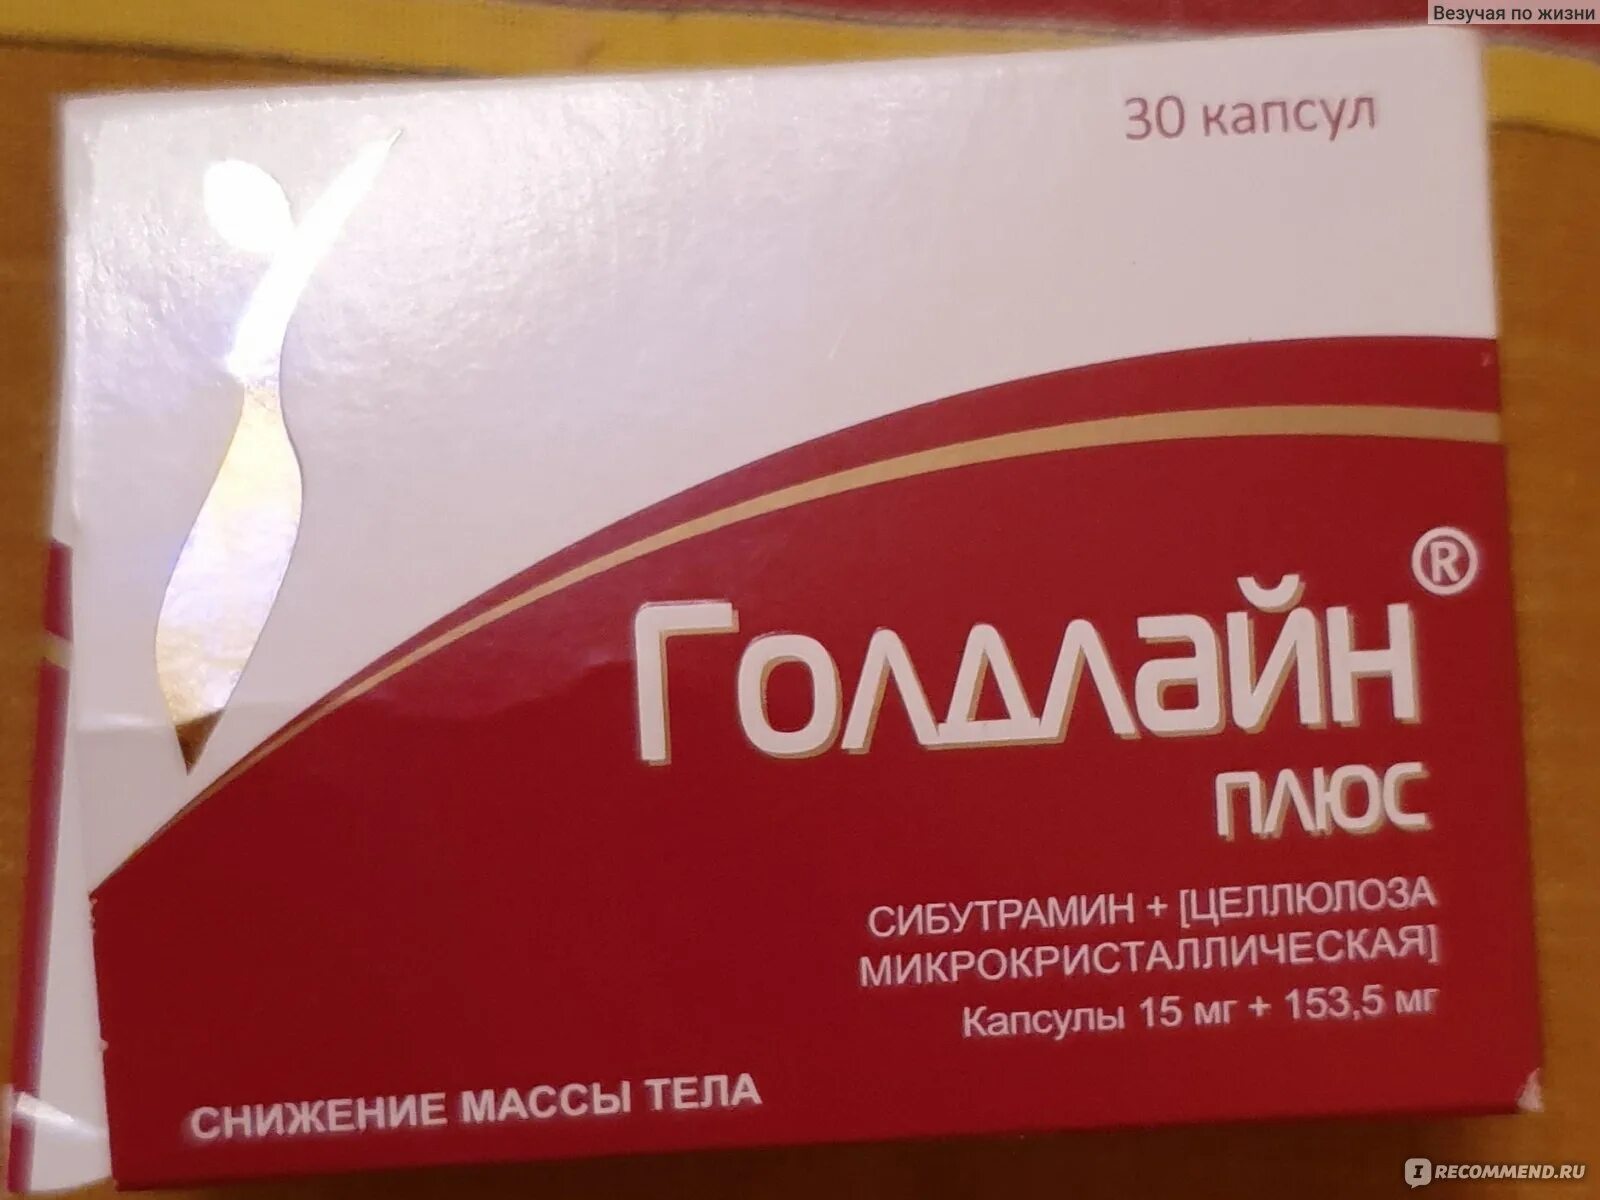 Везучая по жизни
30 капсул
Голдлайн®
плюс
СИБУТРАМИН + [ЦЕЛЛЮЛОЗА
МИКРОКРИСТАЛЛИЧЕСКАЯ]
Капсулы 15 мг + 153,5 мг
СНИЖЕНИЕ МАССЫ ТЕЛА
IRECOMMEND.RU